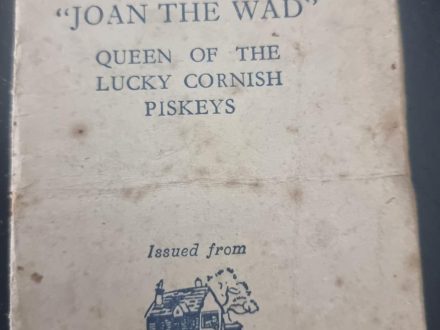 "JOAN THE WAD"
QUEEN OF THE
LUCKY CORNISH
PISKEYS
Issued from